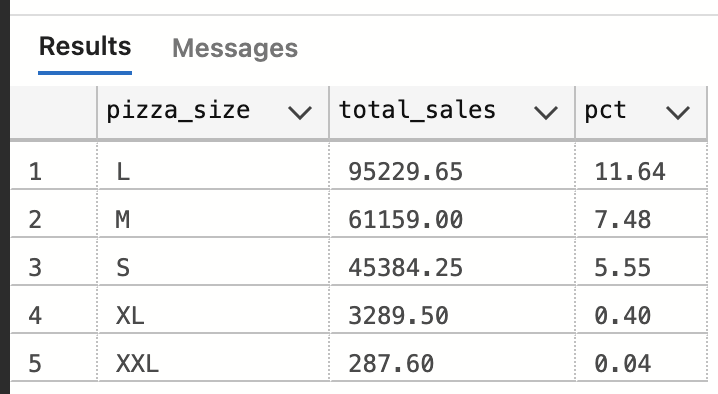 Results Messages
pizza_size total_sales pct
1 L 95229.65 11.64
2 M 61159.00 7.48
3 S 45384.25 5.55
4 XL 3289.50 0.40
5 XXL 287.60 0.04